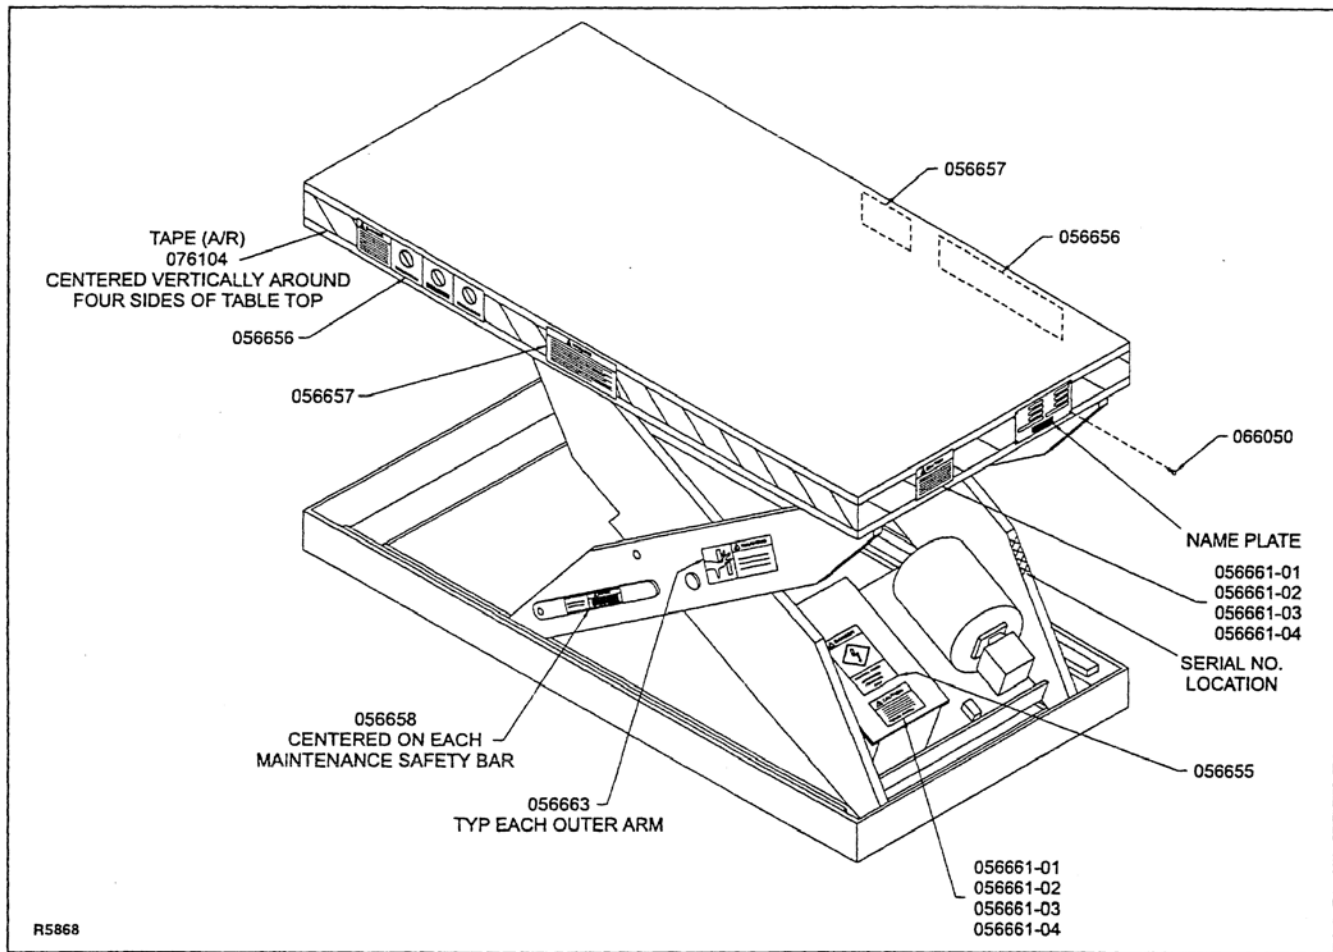 056657
056656
TAPE (A/R)
076104
CENTERED VERTICALLY AROUND
FOUR SIDES OF TABLE TOP
056656
056657
066050
NAME PLATE
056661-01
056661-02
056661-03
056661-04
SERIAL NO.
LOCATION
056658
CENTERED ON EACH
MAINTENANCE SAFETY BAR
056663
TYP EACH OUTER ARM
056655
056661-01
056661-02
056661-03
056661-04
R5868